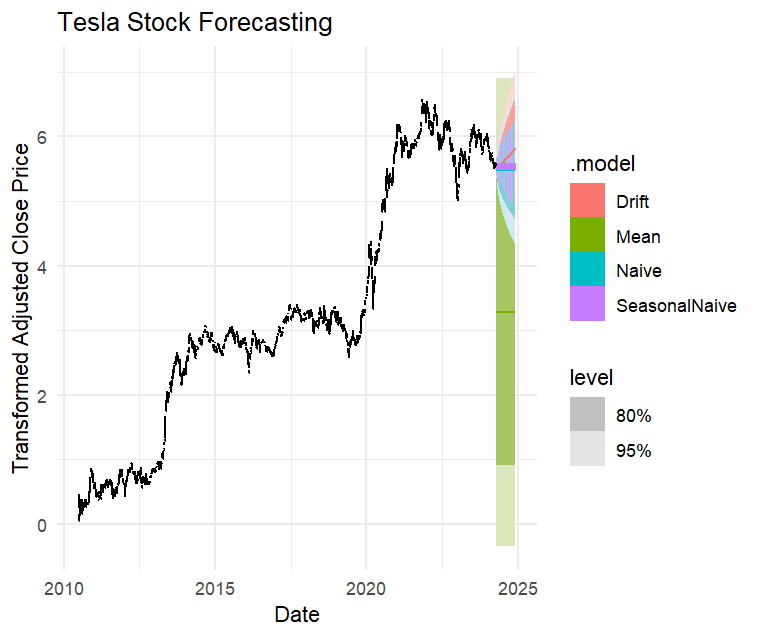 Tesla Stock Forecasting
Transformed Adjusted Close Price
6
4
2
0
2010
2015
2020
2025
Date
.model
Drift
Mean
Naive
SeasonalNaive
level
80%
95%